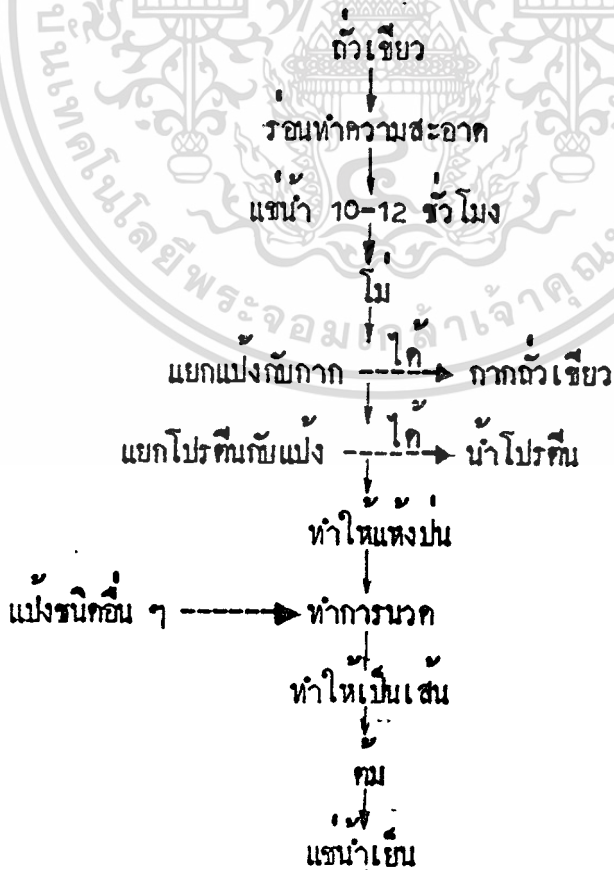 ถั่วเขียว
ร่อนทำความสะอาด
แช่น้ำ 10-12 ชั่วโมง
โม่
แยกแป้งกับกาก ได้ กากถั่วเขียว
แยกโปรตีนกับแป้ง ได้ น้ำโปรตีน
ทำให้แห้งป่น
แป้งชนิดอื่น ๆ ทำการนวด
ทำให้เป็นเส้น
ต้ม
แช่น้ำเย็น